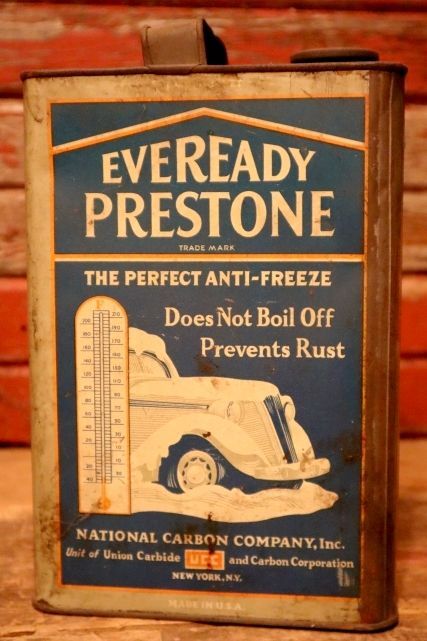 EVEREADY
PRESTONE
TRADE MARK
THE PERFECT ANTI-FREEZE
Does Not Boil Off
Prevents Rust
F
NATIONAL CARBON COMPANY, Inc.
Unit of Union Carbide UCC and Carbon Corporation
NEW YORK, N.Y.
MADE IN U.S.A.